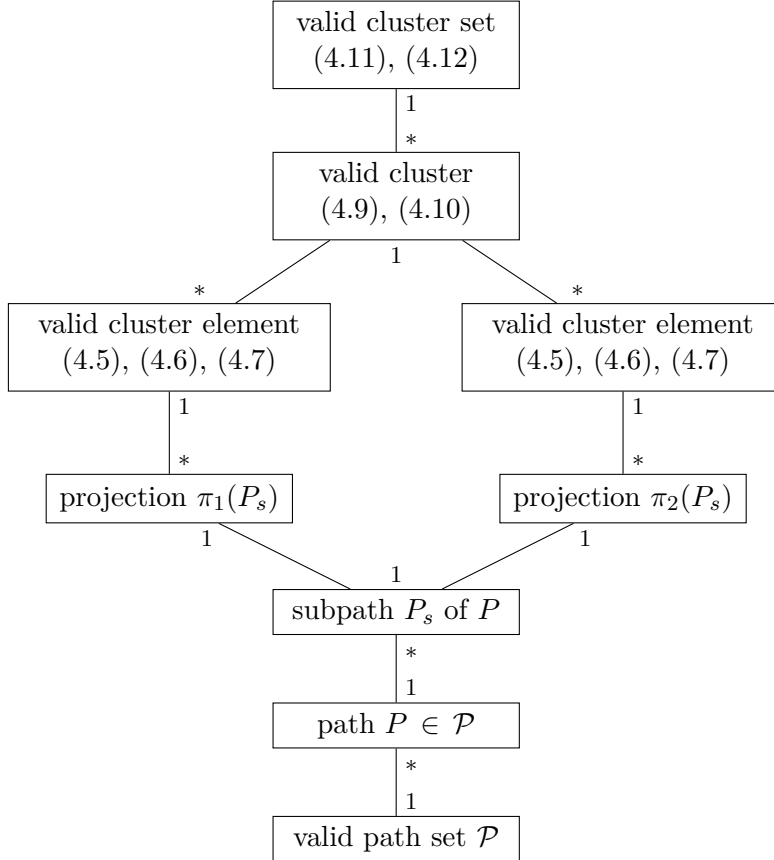 valid cluster set
(4.11), (4.12)
1
*
valid cluster
(4.9), (4.10)
1
*
*
valid cluster element
(4.5), (4.6), (4.7)
valid cluster element
(4.5), (4.6), (4.7)
1
1
*
*
projection π₁(Pₛ)
projection π₂(Pₛ)
1
1
1
subpath Pₛ of P
*
1
path P ∈ 𝒫
*
1
valid path set 𝒫